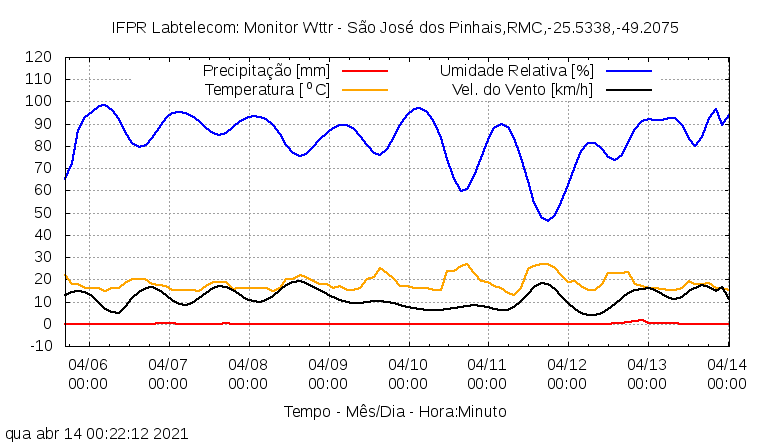 IFPR Labtelecom: Monitor Wttr - São José dos Pinhais,RMC,-25.5338,-49.2075
120
110
100
90
80
70
60
50
40
30
20
10
0
-10
Precipitação [mm]
Temperatura [ ⁰C]
Umidade Relativa [%]
Vel. do Vento [km/h]
04/06 04/07 04/08 04/09 04/10 04/11 04/12 04/13 04/14
00:00 00:00 00:00 00:00 00:00 00:00 00:00 00:00 00:00
Tempo - Mês/Dia - Hora:Minuto
qua abr 14 00:22:12 2021